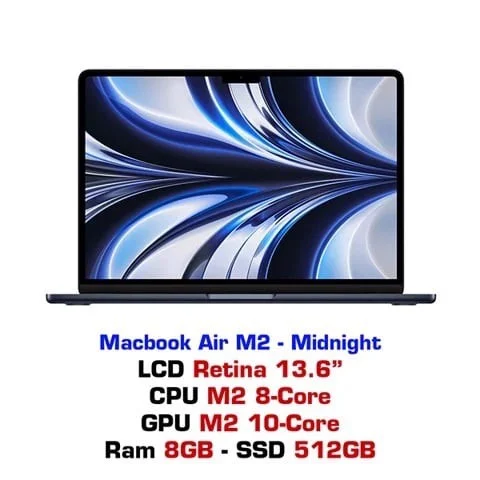 Macbook Air M2 - Midnight
LCD Retina 13.6”
CPU M2 8-Core
GPU M2 10-Core
Ram 8GB - SSD 512GB